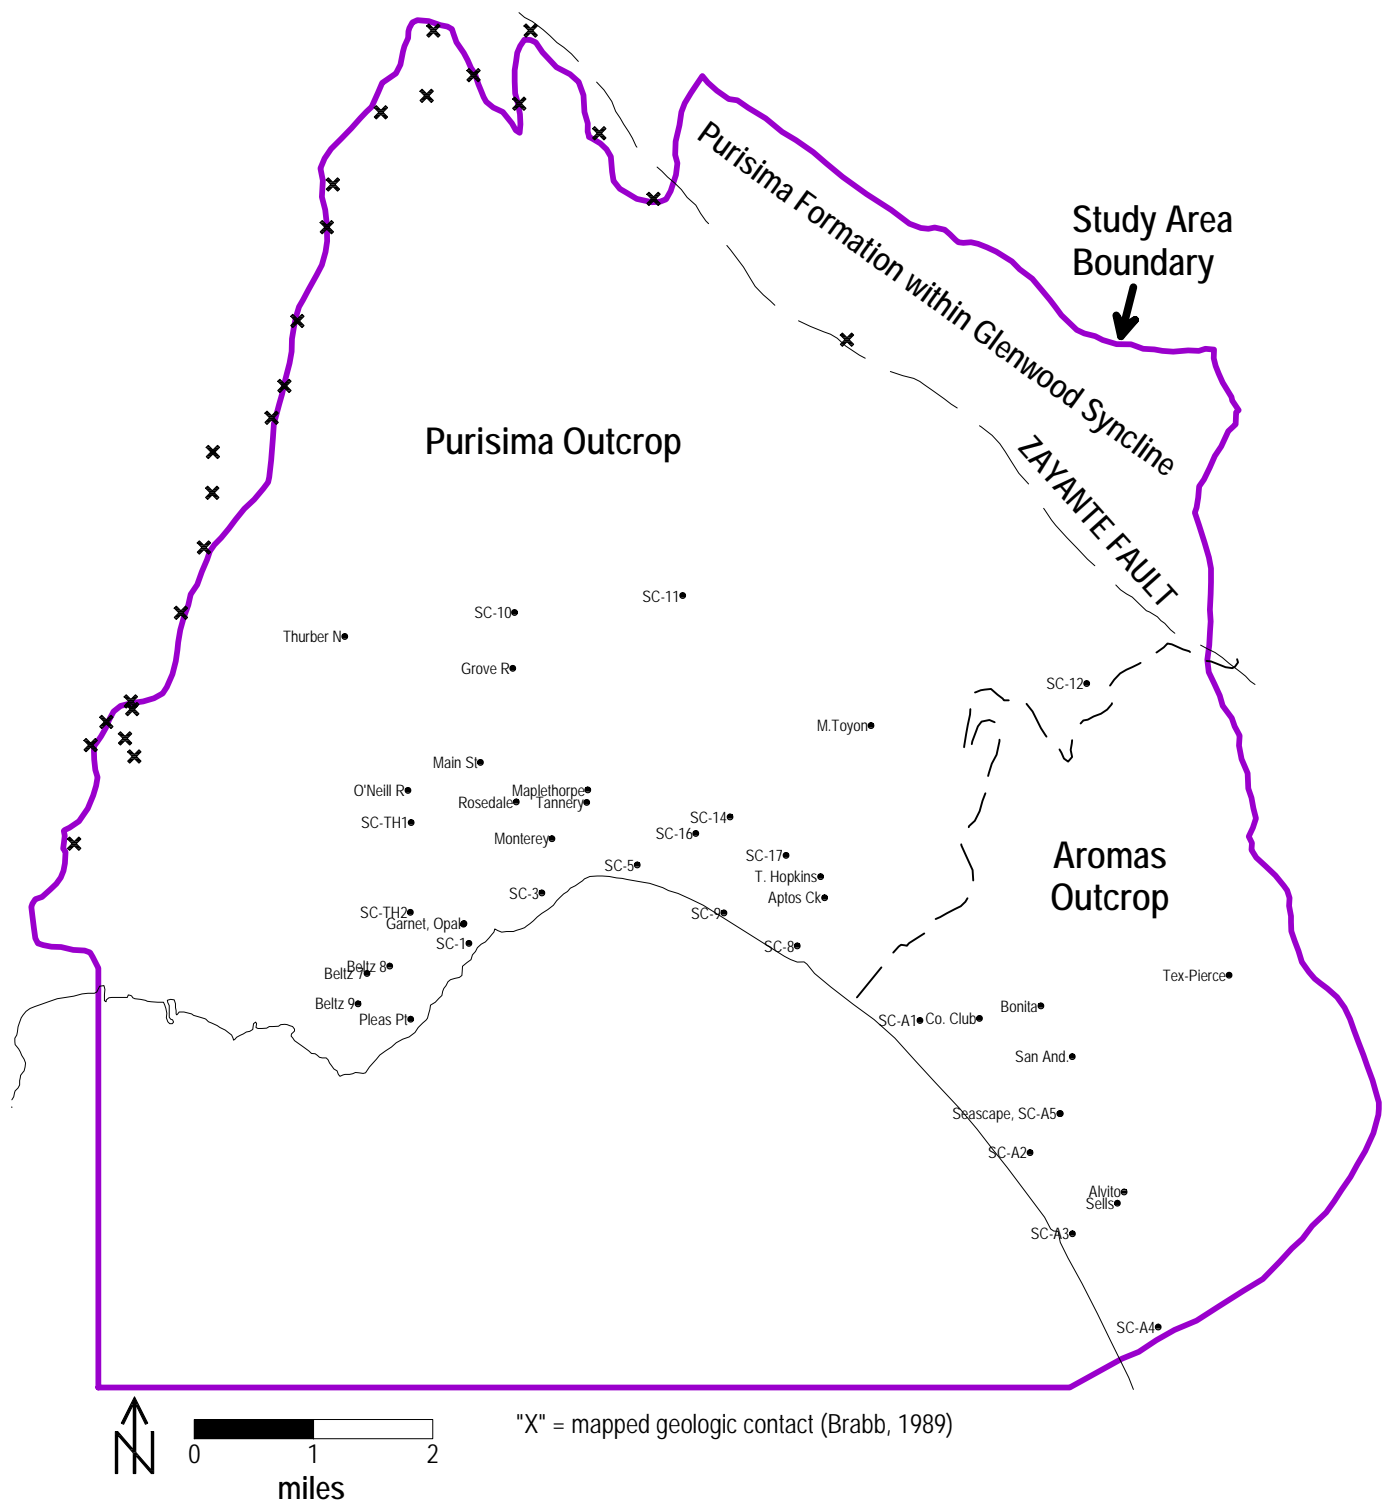 Purisima Formation within Glenwood Syncline
Study Area
Boundary
Purisima Outcrop
ZAYANTE FAULT
SC-11
SC-10
Thurber N
Grove R
SC-12
M.Toyon
Main St
O'Neill R
Maplethorpe
Rosedale
Tannery
SC-14
SC-TH1
SC-16
Monterey
SC-17
Aromas
Outcrop
SC-5
T. Hopkins
SC-3
Aptos Ck
SC-TH2
SC-9
Garnet, Opal
SC-1
SC-8
Beltz 8
Beltz 7
Tex-Pierce
Beltz 9
Bonita
Pleas Pt
SC-A1
Co. Club
San And.
Seascape, SC-A5
SC-A2
Alvito
Sells
SC-A3
SC-A4
N
0 1 2
miles
"X" = mapped geologic contact (Brabb, 1989)